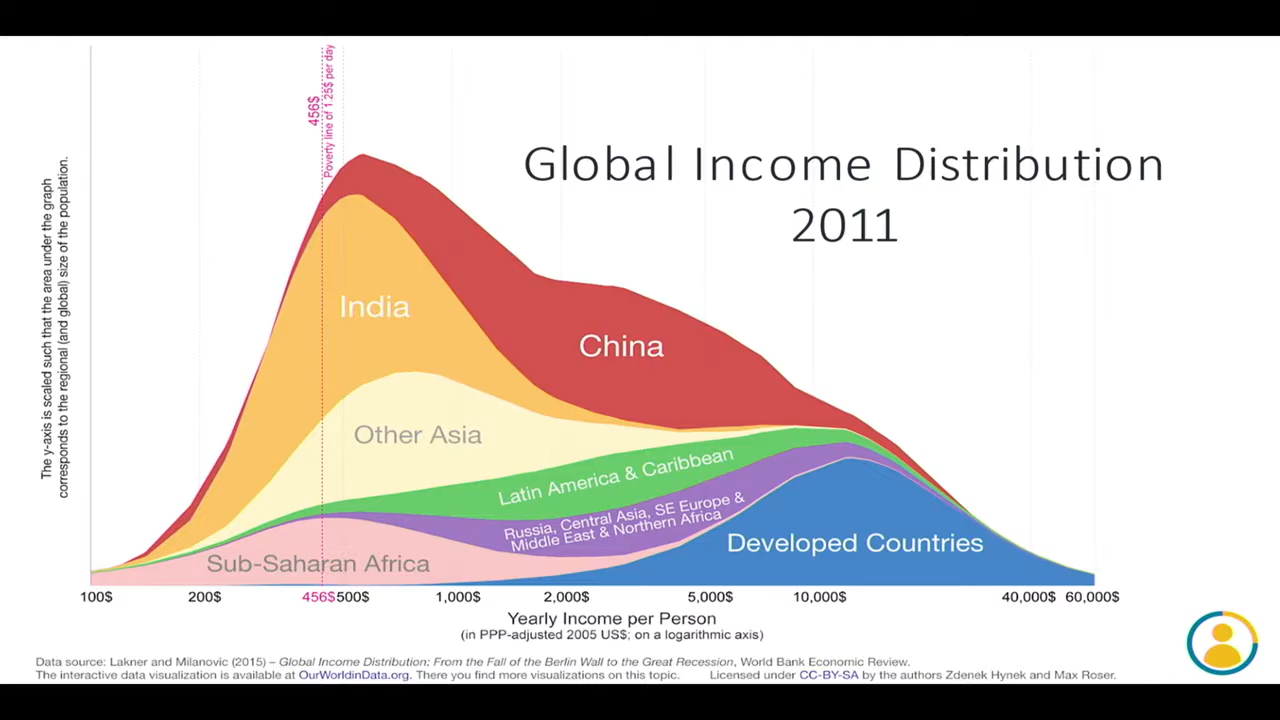 456$
Poverty line of 1.25$ per day
Global Income Distribution
2011
The y-axis is scaled such that the area under the graph
corresponds to the regional (and global) size of the population.
India
China
Other Asia
Latin America & Caribbean
Russia, Central Asia, SE Europe &
Middle East & Northern Africa
Developed Countries
Sub-Saharan Africa
100$ 200$ 456$ 500$ 1,000$ 2,000$ 5,000$ 10,000$ 40,000$ 60,000$
Yearly Income per Person
(in PPP-adjusted 2005 US$; on a logarithmic axis)
Data source: Lakner and Milanovic (2015) – Global Income Distribution: From the Fall of the Berlin Wall to the Great Recession, World Bank Economic Review.
The interactive data visualization is available at OurWorldinData.org. There you find more visualizations on this topic. Licensed under CC-BY-SA by the authors Zdenek Hynek and Max Roser.